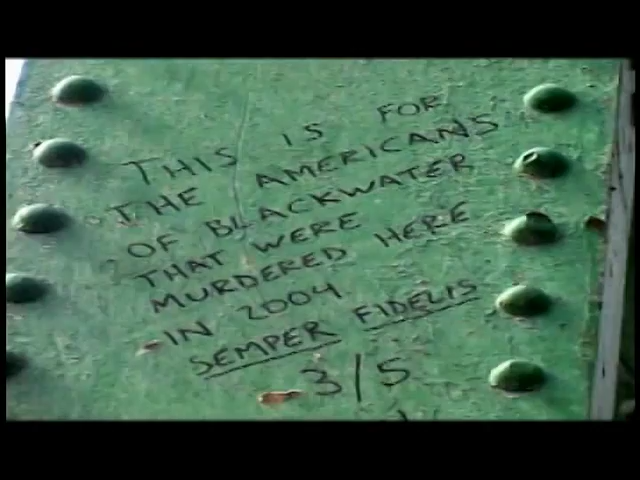 THIS IS FOR
THE AMERICANS
OF BLACKWATER
THAT WERE
MURDERED HERE
IN 2004
SEMPER FIDELIS
3/5